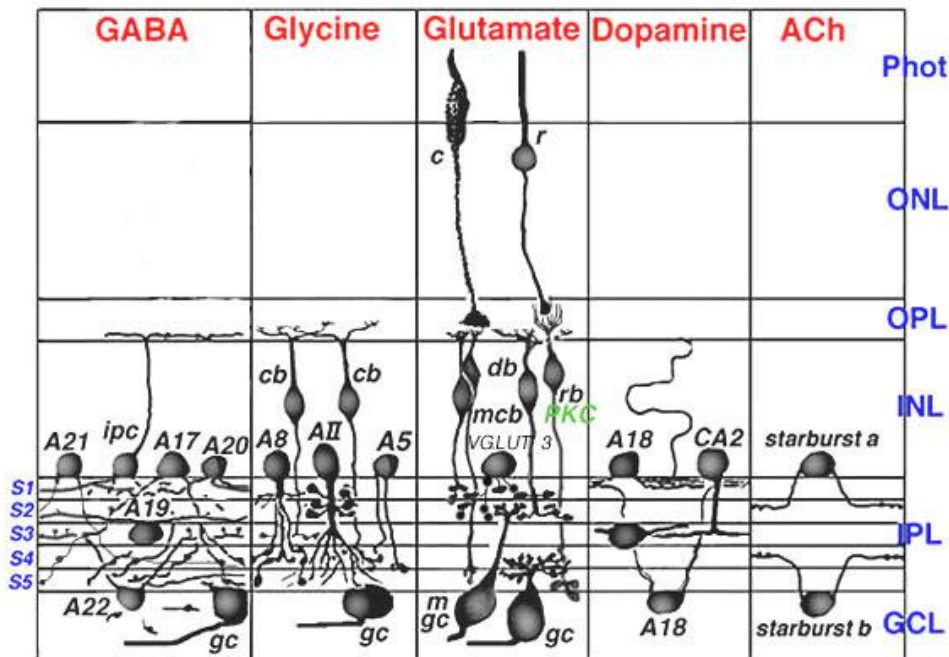 GABA Glycine Glutamate Dopamine ACh
Phot
c r
ONL
OPL
cb cb db rb
mcb PKC
INL
A21 ipc A17 A20 A8 AII A5 VGLUT 3 A18 CA2 starburst a
S1
S2
A19
S3 IPL
S4
S5
A22 gc gc m gc gc A18 starburst b GCL